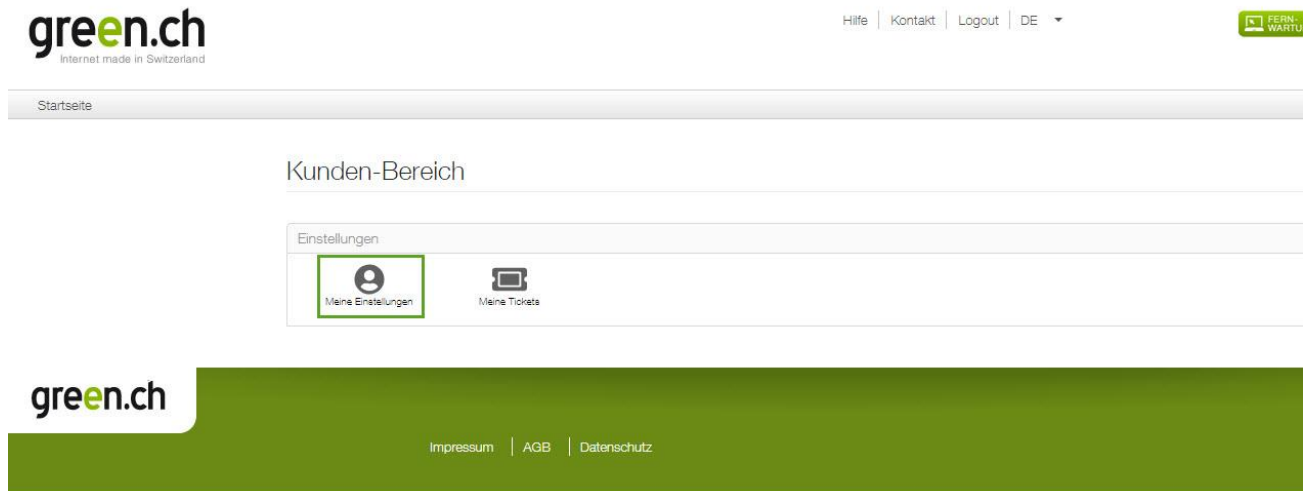 green.ch
Internet made in Switzerland
Hilfe | Kontakt | Logout | DE
FERN-
Startseite
Kunden-Bereich
Einstellungen
Meine Einstellungen
Meine Tickets
green.ch
Impressum | AGB | Datenschutz